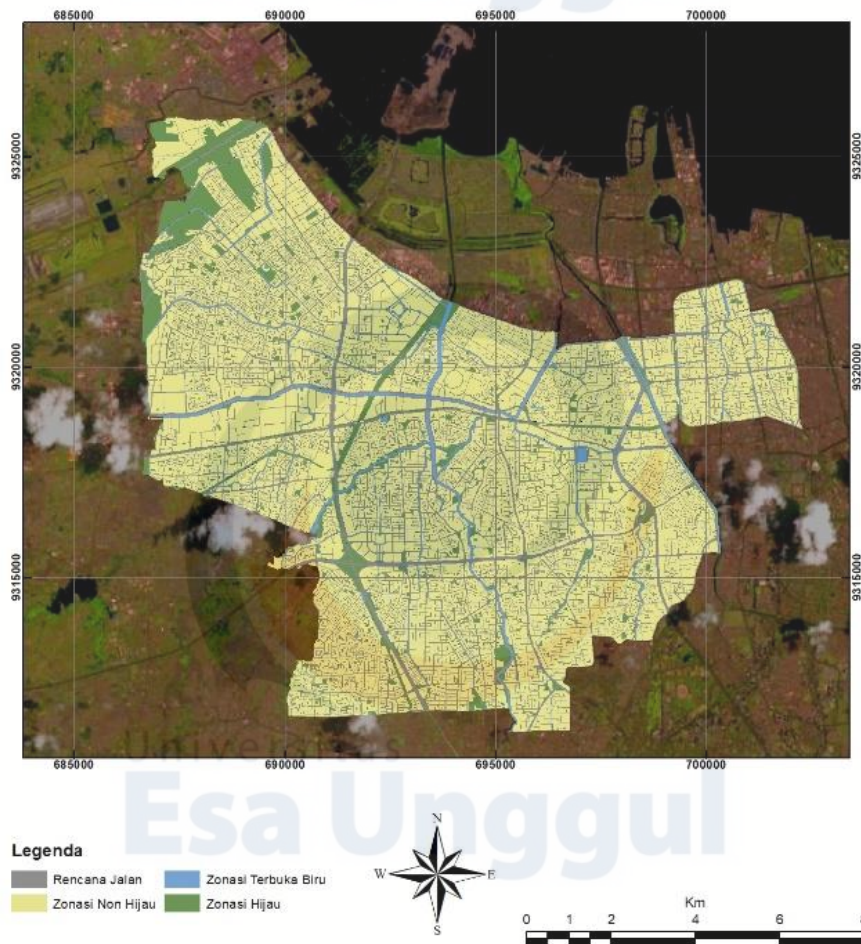 685000 690000 695000 700000
9325000 9325000
9320000 9320000
9315000 9315000
685000 690000 695000 700000
Universitas
Esa Unggul
Legenda
Rencana Jalan
Zonasi Terbuka Biru
Zonasi Non Hijau
Zonasi Hijau
N
W E
S
Km
0 1 2 4 6